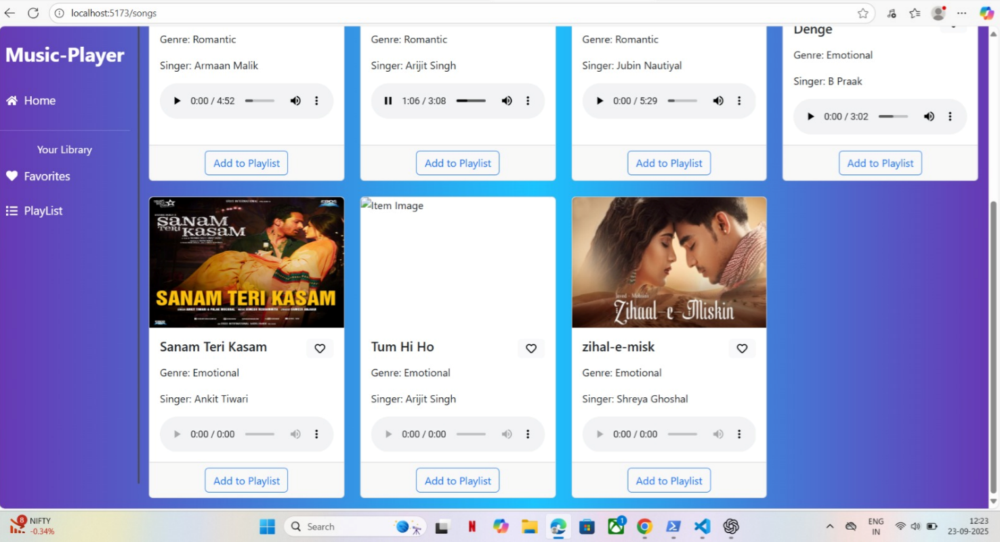 localhost:5173/songs
Music-Player
Home
Your Library
Favorites
PlayList
Genre: Romantic
Singer: Armaan Malik
0:00 / 4:52
Add to Playlist
Genre: Romantic
Singer: Arijit Singh
1:06 / 3:08
Add to Playlist
Genre: Romantic
Singer: Jubin Nautiyal
0:00 / 5:29
Add to Playlist
Denge
Genre: Emotional
Singer: B Praak
0:00 / 3:02
Add to Playlist
SANAM
TERI KASAM
SANAM TERI KASAM
Sanam Teri Kasam
Genre: Emotional
Singer: Ankit Tiwari
0:00 / 0:00
Add to Playlist
Item Image
Tum Hi Ho
Genre: Emotional
Singer: Arijit Singh
0:00 / 0:00
Add to Playlist
Zihaal-e-Miskin
zihal-e-misk
Genre: Emotional
Singer: Shreya Ghoshal
0:00 / 0:00
Add to Playlist
8
NIFTY
-0.34%
Search
N
1
ENG
IN
12:23
23-09-2025